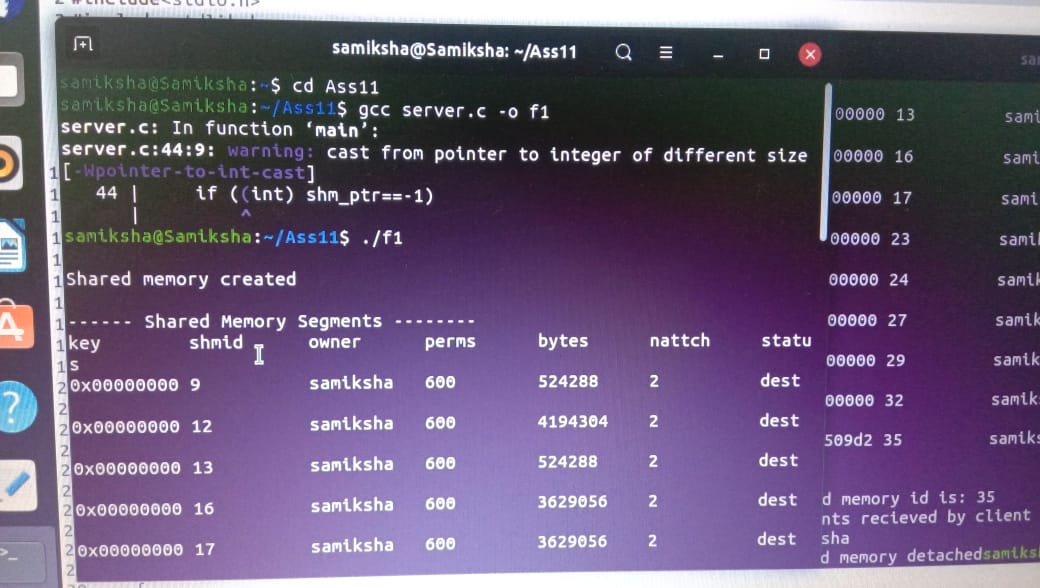 samiksha@Samiksha: ~/Ass11
samiksha@Samiksha:~$ cd Ass11
samiksha@Samiksha:~/Ass11$ gcc server.c -o f1
server.c: In function ‘main’:
server.c:44:9: warning: cast from pointer to integer of different size
[-Wpointer-to-int-cast]
44 | if ((int) shm_ptr==-1)
| ^
samiksha@Samiksha:~/Ass11$ ./f1
Shared memory created
------ Shared Memory Segments --------
key shmid owner perms bytes nattch statu
s
0x00000000 9 samiksha 600 524288 2 dest
0x00000000 12 samiksha 600 4194304 2 dest
0x00000000 13 samiksha 600 524288 2 dest
0x00000000 16 samiksha 600 3629056 2 dest
0x00000000 17 samiksha 600 3629056 2 dest
00000 13 sami
00000 16 sami
00000 17 sami
00000 23 sami
00000 24 samik
00000 27 samik
00000 29 samik
00000 32 samik
509d2 35 samiks
d memory id is: 35
nts recieved by client
sha
d memory detachedsamiks